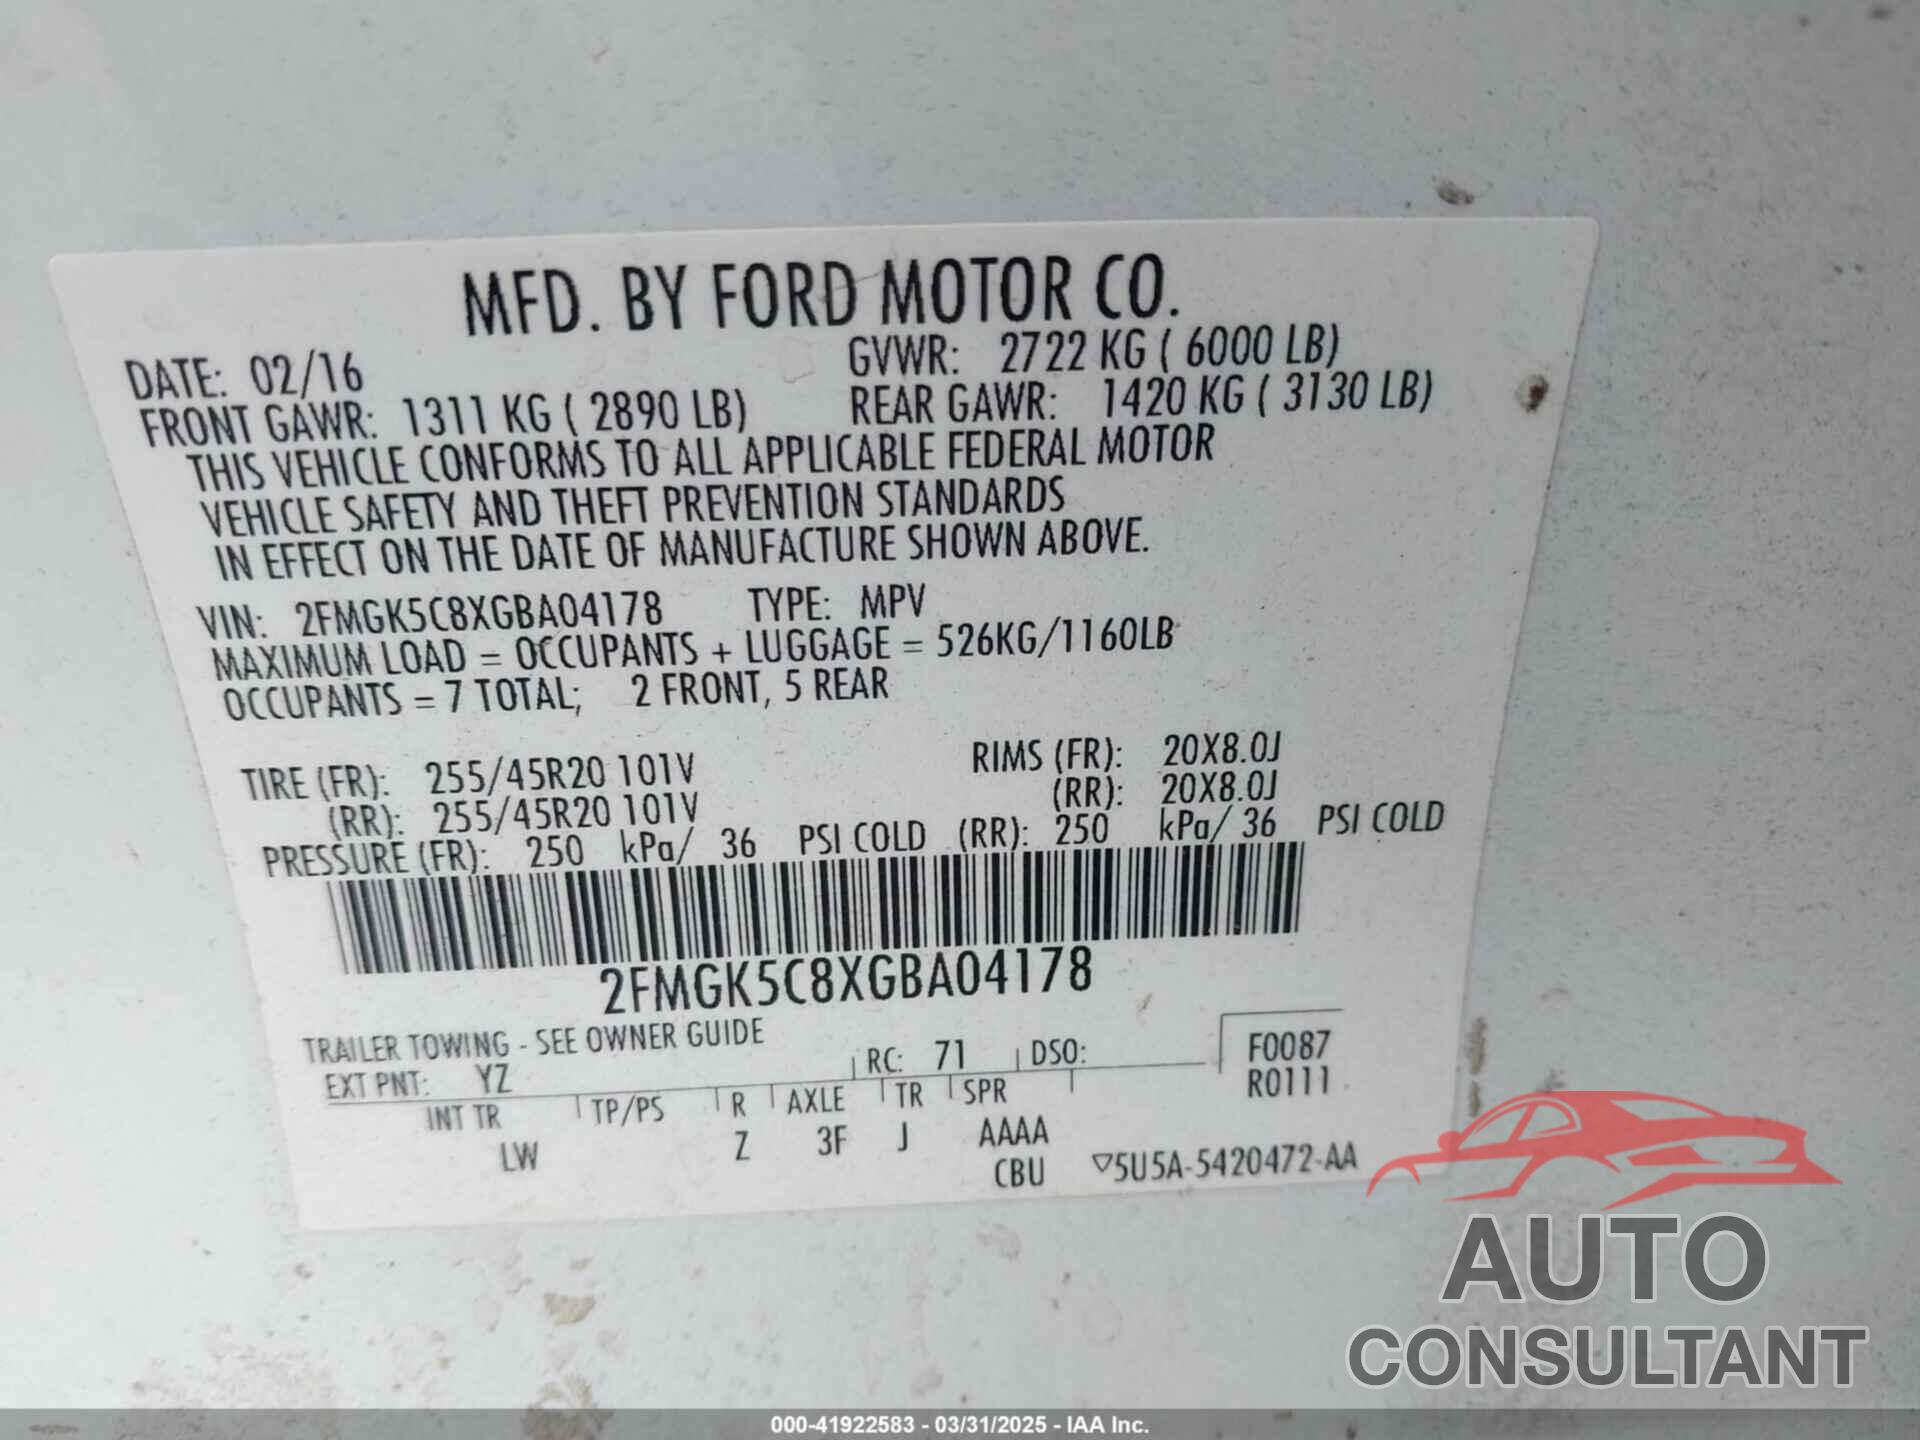 MFD. BY FORD MOTOR CO.
DATE: 02/16 GVWR: 2722 KG ( 6000 LB)
FRONT GAWR: 1311 KG ( 2890 LB) REAR GAWR: 1420 KG ( 3130 LB)
THIS VEHICLE CONFORMS TO ALL APPLICABLE FEDERAL MOTOR
VEHICLE SAFETY AND THEFT PREVENTION STANDARDS
IN EFFECT ON THE DATE OF MANUFACTURE SHOWN ABOVE.
VIN: 2FMGK5C8XGBA04178 TYPE: MPV
MAXIMUM LOAD = OCCUPANTS + LUGGAGE = 526KG/1160LB
OCCUPANTS = 7 TOTAL; 2 FRONT, 5 REAR
TIRE (FR): 255/45R20 101V RIMS (FR): 20X8.0J
(RR): 255/45R20 101V (RR): 20X8.0J
PRESSURE (FR): 250 kPa/ 36 PSI COLD (RR): 250 kPa/ 36 PSI COLD
2FMGK5C8XGBA04178
TRAILER TOWING - SEE OWNER GUIDE
EXT PNT: YZ RC: 71 DSO: F0087
INT TR TP/PS R AXLE TR SPR R0111
LW Z 3F J AAAA
CBU ▽5U5A-5420472-AA
AUTO
CONSULTANT
000-41922583 - 03/31/2025 - IAA Inc.